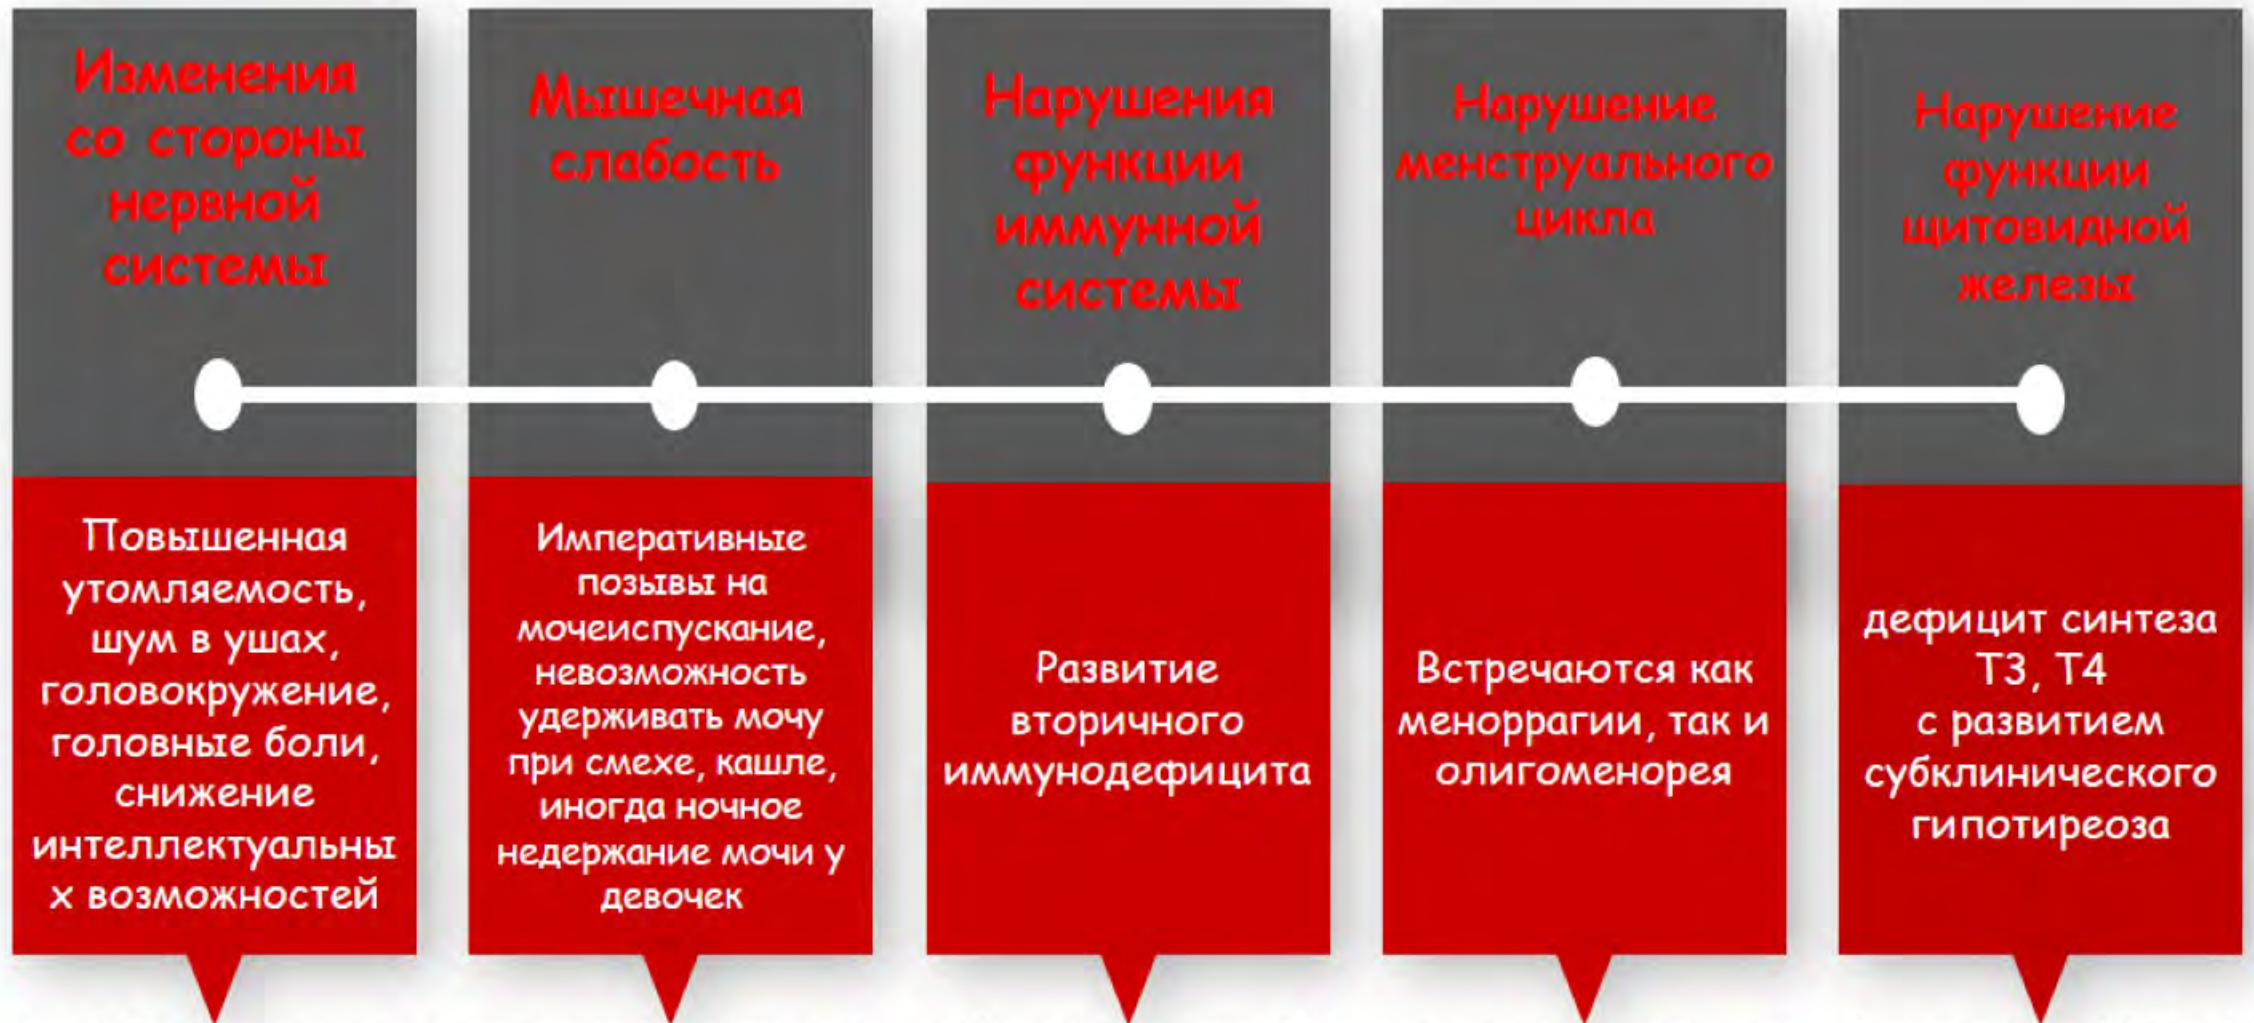 Изменения
со стороны
нервной
системы
Повышенная
утомляемость,
шум в ушах,
головокружение,
головные боли,
снижение
интеллектуальны
х возможностей
Мышечная
слабость
Императивные
позывы на
мочеиспускание,
невозможность
удерживать мочу
при смехе, кашле,
иногда ночное
недержание мочи у
девочек
Нарушения
функции
иммунной
системы
Развитие
вторичного
иммунодефицита
Нарушение
менструального
цикла
Встречаются как
меноррагии, так и
олигоменорея
Нарушение
функции
щитовидной
железы
дефицит синтеза
Т3, Т4
с развитием
субклинического
гипотиреоза